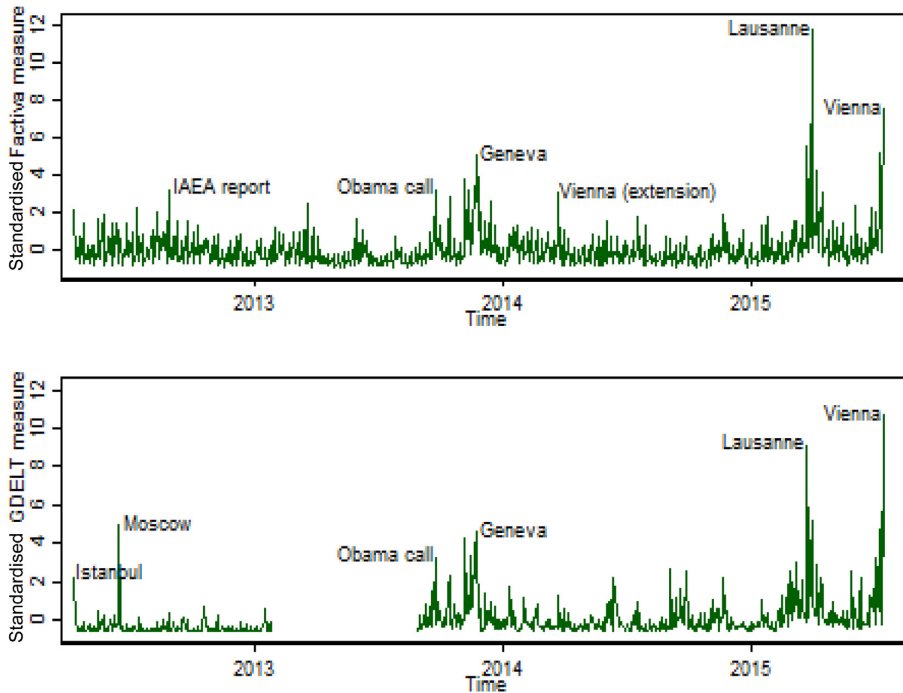 Standardised Factiva measure
12
10
8
6
4
2
0
Lausanne
Vienna
Geneva
IAEA report
Obama call
Vienna (extension)
2013
2014
2015
Time
Standardised GDELT measure
12
10
8
6
4
2
0
Vienna
Lausanne
Moscow
Geneva
Obama call
Istanbul
2013
2014
2015
Time